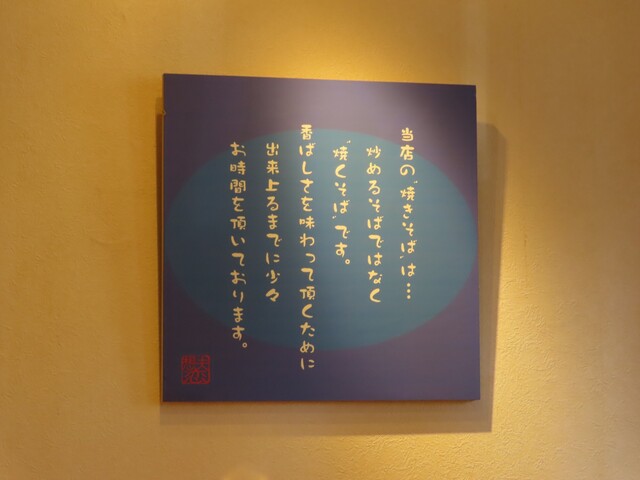 当店の〝焼きそば〟は…
炒めるそばではなく
〝焼くそば〟です。
香ばしさを味わって頂くために
出来上るまでに少々
お時間を頂いております。